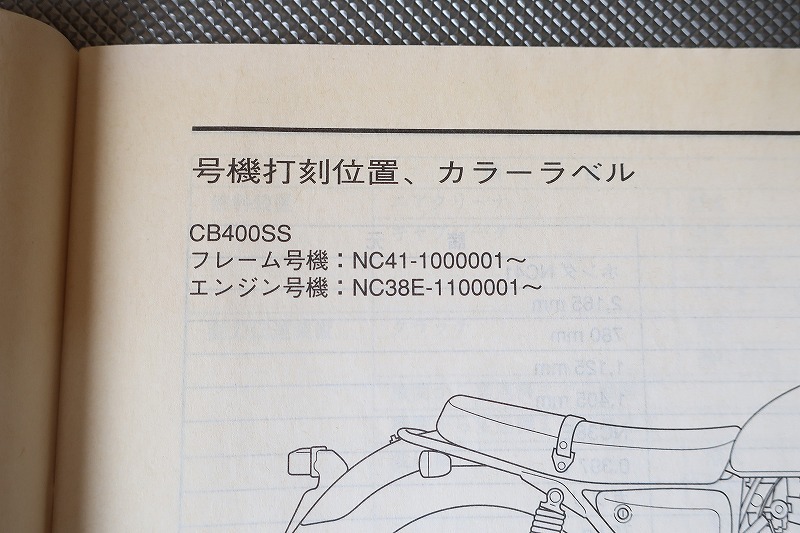 号機打刻位置、カラーラベル
CB400SS
フレーム号機：NC41-1000001～
エンジン号機：NC38E-1100001～